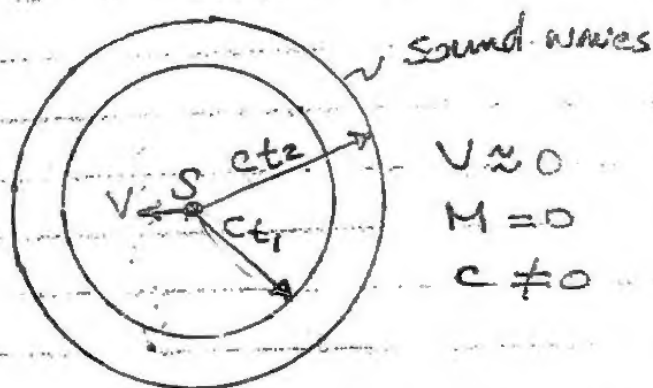 sound waves
ct₂
V S
ct₁
V ≈ 0
M = 0
c ≠ 0